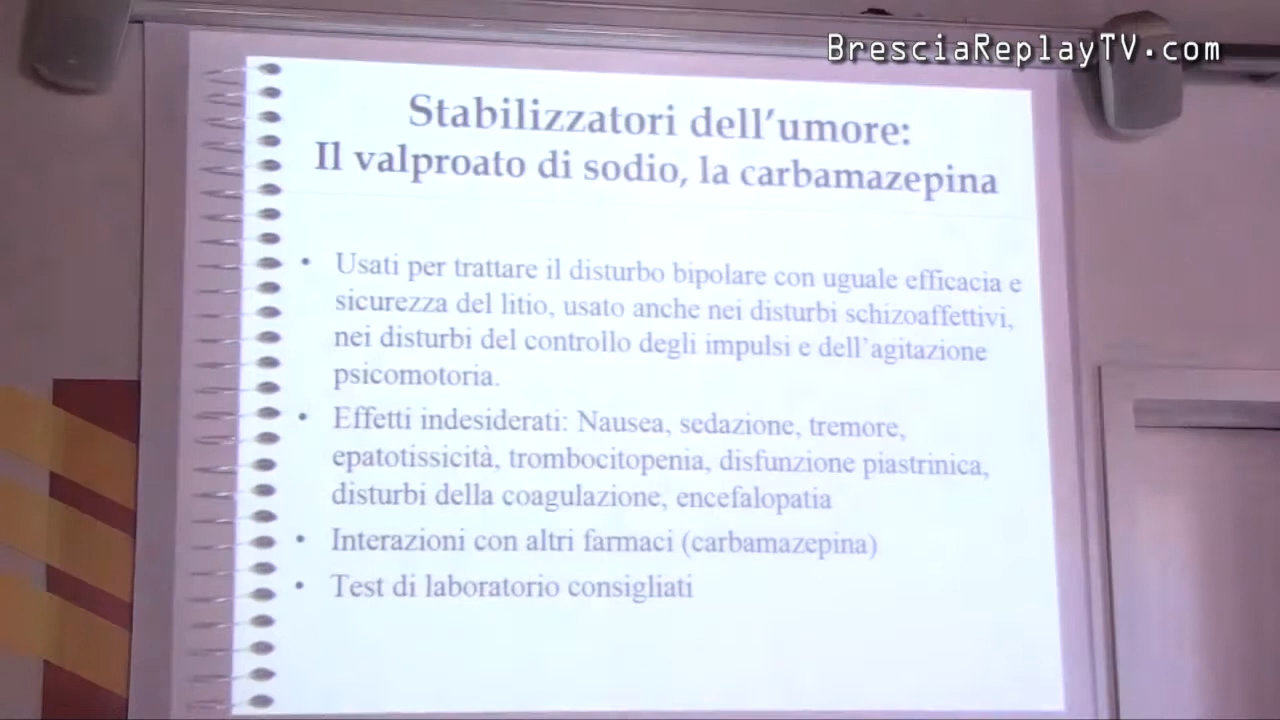 BresciaReplayTV.com
Stabilizzatori dell'umore:
Il valproato di sodio, la carbamazepina
• Usati per trattare il disturbo bipolare con uguale efficacia e
sicurezza del litio, usato anche nei disturbi schizoaffettivi,
nei disturbi del controllo degli impulsi e dell'agitazione
psicomotoria.
• Effetti indesiderati: Nausea, sedazione, tremore,
epatotissicità, trombocitopenia, disfunzione piastrinica,
disturbi della coagulazione, encefalopatia
• Interazioni con altri farmaci (carbamazepina)
• Test di laboratorio consigliati